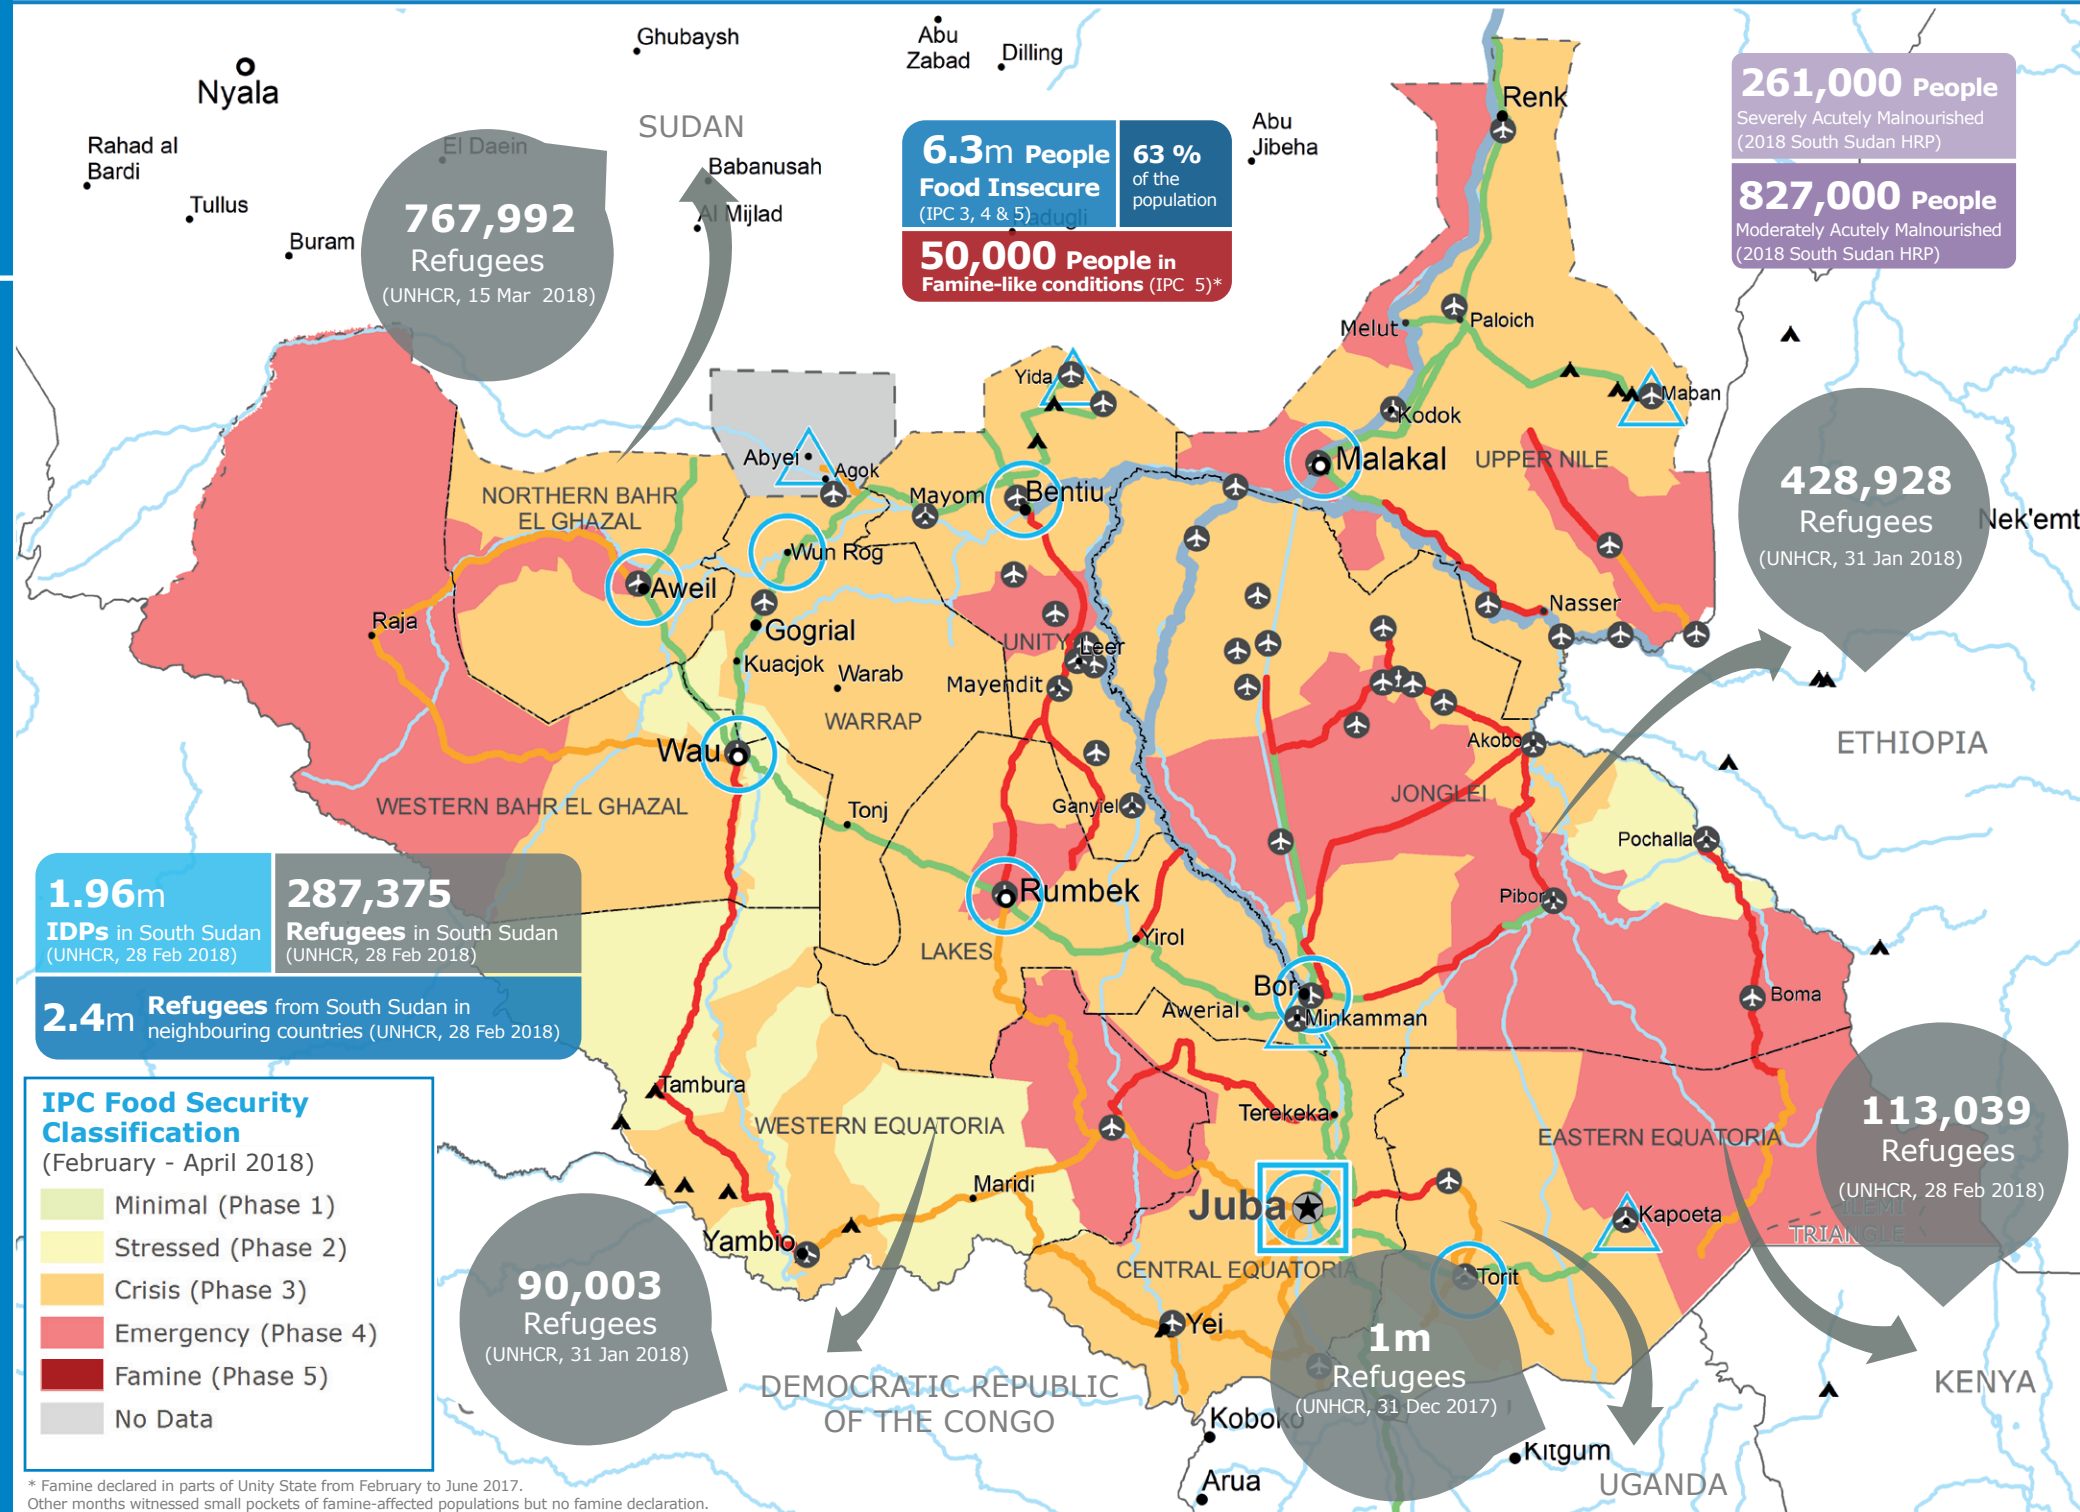 Ghubaysh
Abu
Zabad
Dilling
Nyala
Renk
261,000 People
Severely Acutely Malnourished
(2018 South Sudan HRP)
827,000 People
Moderately Acutely Malnourished
(2018 South Sudan HRP)
Rahad al
Bardi
El Daein
SUDAN
Babanusah
Abu
Jibeha
6.3m People
Food Insecure
(IPC 3, 4 & 5)
63 %
of the
population
50,000 People in
Famine-like conditions (IPC 5)*
Tullus
Al Mijlad
Buram
767,992
Refugees
(UNHCR, 15 Mar 2018)
Melut
Paloich
Yida
Maban
Kodok
Abyei
Agok
Malakal
UPPER NILE
NORTHERN BAHR
EL GHAZAL
Mayom
Bentiu
428,928
Refugees
(UNHCR, 31 Jan 2018)
Nek'emt
Wun Rog
Aweil
Nasser
Raja
Gogrial
UNITY
Leer
Kuacjok
Warab
Mayendit
WARRAP
Wau
Akobo
ETHIOPIA
WESTERN BAHR EL GHAZAL
Tonj
Ganyiel
JONGLEI
Pochalla
1.96m
IDPs in South Sudan
(UNHCR, 28 Feb 2018)
287,375
Refugees in South Sudan
(UNHCR, 28 Feb 2018)
2.4m Refugees from South Sudan in
neighbouring countries (UNHCR, 28 Feb 2018)
Rumbek
Pibor
Yirol
LAKES
Bor
Awerial
Minkamman
Boma
Tambura
Terekeka
WESTERN EQUATORIA
EASTERN EQUATORIA
113,039
Refugees
(UNHCR, 28 Feb 2018)
ILEMI
TRIANGLE
Maridi
Juba
Kapoeta
Yambio
CENTRAL EQUATORIA
Torit
90,003
Refugees
(UNHCR, 31 Jan 2018)
Yei
1m
Refugees
(UNHCR, 31 Dec 2017)
DEMOCRATIC REPUBLIC
OF THE CONGO
KENYA
Koboko
Kitgum
Arua
UGANDA
IPC Food Security
Classification
(February - April 2018)
Minimal (Phase 1)
Stressed (Phase 2)
Crisis (Phase 3)
Emergency (Phase 4)
Famine (Phase 5)
No Data
* Famine declared in parts of Unity State from February to June 2017.
Other months witnessed small pockets of famine-affected populations but no famine declaration.